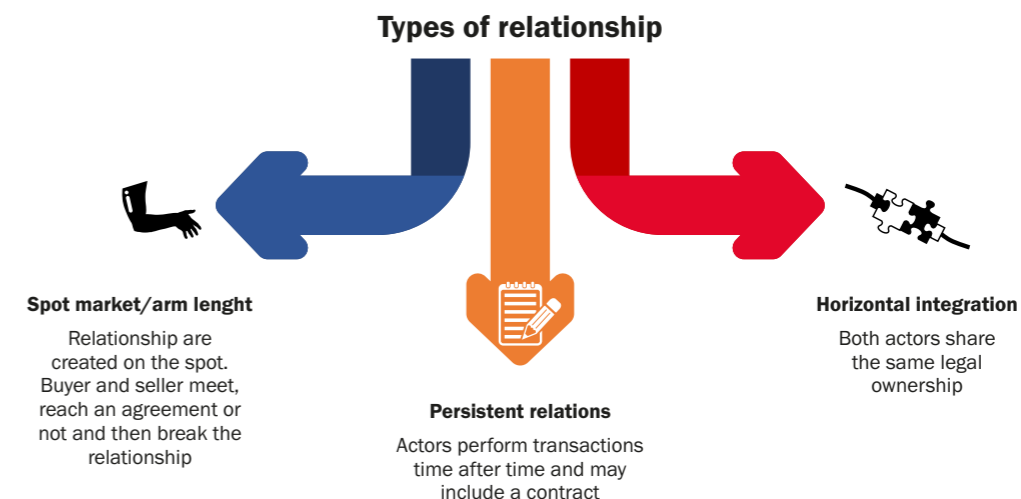 Types of relationship
Spot market/arm lenght
Relationship are
created on the spot.
Buyer and seller meet,
reach an agreement or
not and then break the
relationship
Persistent relations
Actors perform transactions
time after time and may
include a contract
Horizontal integration
Both actors share
the same legal
ownership